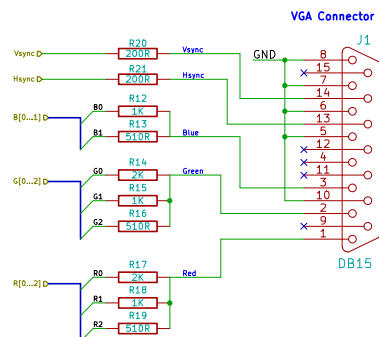 VGA Connector
J1
R20
Vsync 200R Vsync
GND 8
15
R21
7
Hsync 200R Hsync
14
R12
6
B0 1K
13
B[0...1] R13
5
B1 510R Blue
12
4
R14
11
G0 2K Green
3
G[0...2] R15
10
G1 1K
2
R16
9
G2 510R
1
DB15
R17
R0 2K Red
R[0...2] R18
R1 1K
R19
R2 510R